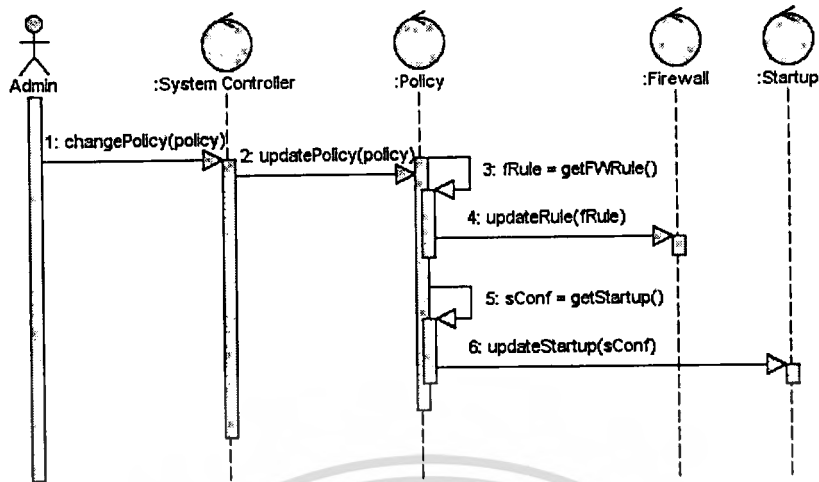 Admin
:System Controller
:Policy
:Firewall
:Startup
1: changePolicy(policy)
2: updatePolicy(policy)
3: fRule = getFWRule()
4: updateRule(fRule)
5: sConf = getStartup()
6: updateStartup(sConf)